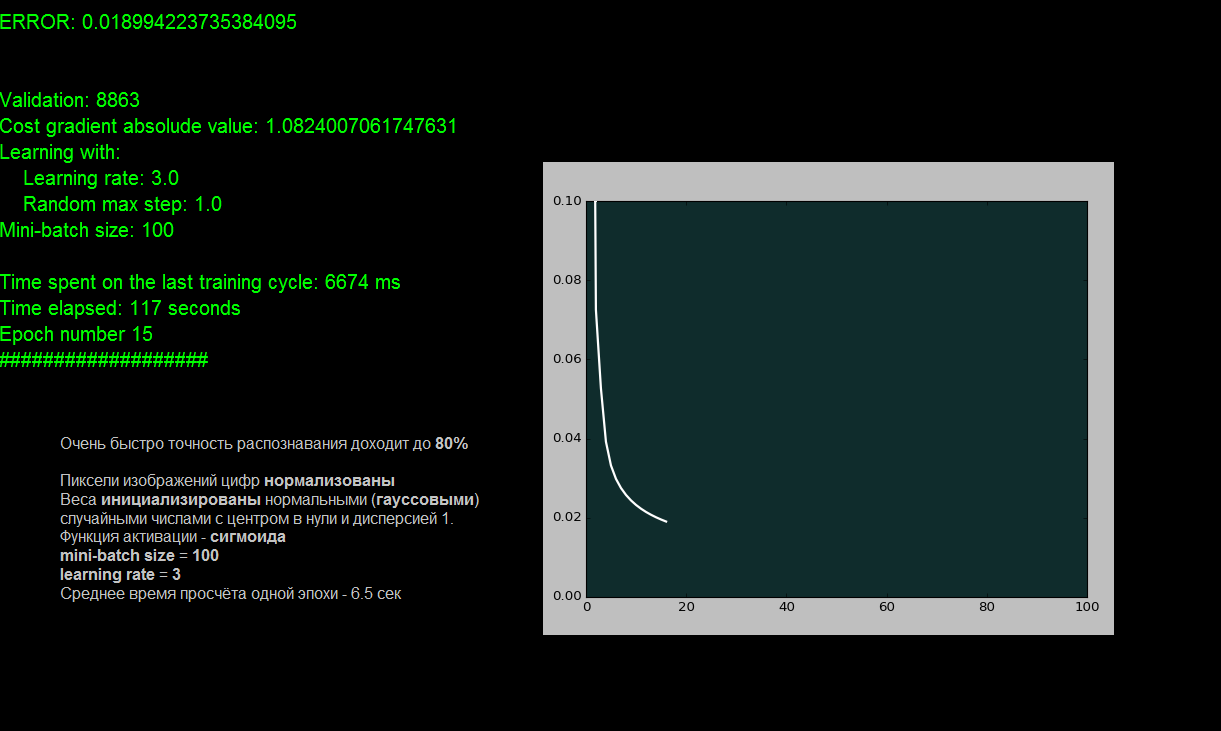 ERROR: 0.018994223735384095
Validation: 8863
Cost gradient absolude value: 1.0824007061747631
Learning with:
Learning rate: 3.0
Random max step: 1.0
Mini-batch size: 100
Time spent on the last training cycle: 6674 ms
Time elapsed: 117 seconds
Epoch number 15
###################
Очень быстро точность распознавания доходит до 80%
Пиксели изображений цифр нормализованы
Веса инициализированы нормальными (гауссовыми)
случайными числами с центром в нули и дисперсией 1.
Функция активации - сигмоида
mini-batch size = 100
learning rate = 3
Среднее время просчёта одной эпохи - 6.5 сек
0.10
0.08
0.06
0.04
0.02
0.00
0 20 40 60 80 100